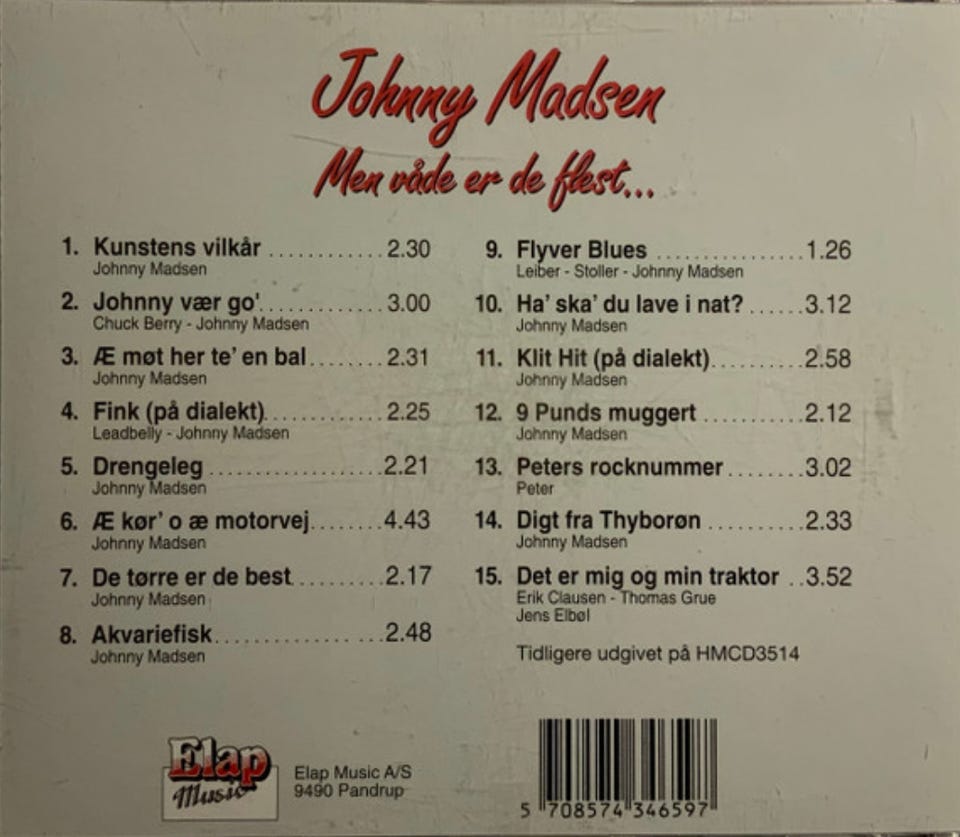 Johnny Madsen
Men våde er de flest...
1. Kunstens vilkår ............... 2.30
Johnny Madsen
2. Johnny vær go' ............... 3.00
Chuck Berry - Johnny Madsen
3. Æ møt her te' en bal ........ 2.31
Johnny Madsen
4. Fink (på dialekt) ............. 2.25
Leadbelly - Johnny Madsen
5. Drengeleg ..................... 2.21
Johnny Madsen
6. Æ kør' o æ motorvej ........ 4.43
Johnny Madsen
7. De tørre er de best .......... 2.17
Johnny Madsen
8. Akvariefisk .................... 2.48
Johnny Madsen
9. Flyver Blues .................. 1.26
Leiber - Stoller - Johnny Madsen
10. Ha' ska' du lave i nat? ...... 3.12
Johnny Madsen
11. Klit Hit (på dialekt) .......... 2.58
Johnny Madsen
12. 9 Punds muggert ............ 2.12
Johnny Madsen
13. Peters rocknummer ........ 3.02
Peter
14. Digt fra Thyborøn .......... 2.33
Johnny Madsen
15. Det er mig og min traktor .. 3.52
Erik Clausen - Thomas Grue
Jens Elbøl
Tidligere udgivet på HMCD3514
Elap
Music
Elap Music A/S
9490 Pandrup
5 708574 346597